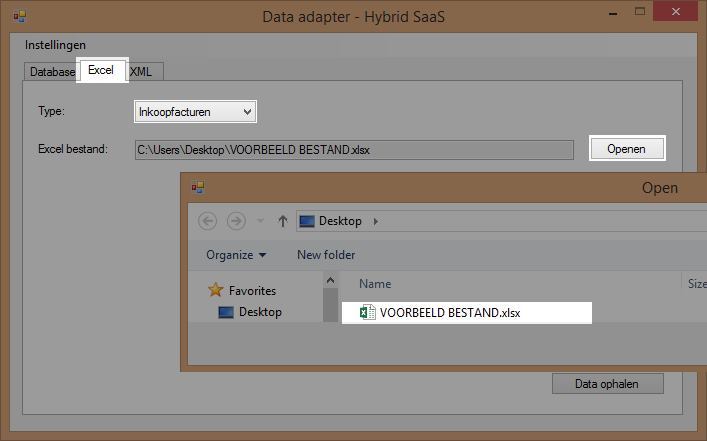 Data adapter - Hybrid SaaS
Instellingen
Database Excel XML
Type: Inkoopfacturen
Excel bestand: C:\Users\Desktop\VOORBEELD BESTAND.xlsx Openen
Open
Desktop
Organize New folder
Favorites Name Size
Desktop VOORBEELD BESTAND.xlsx
Data ophalen